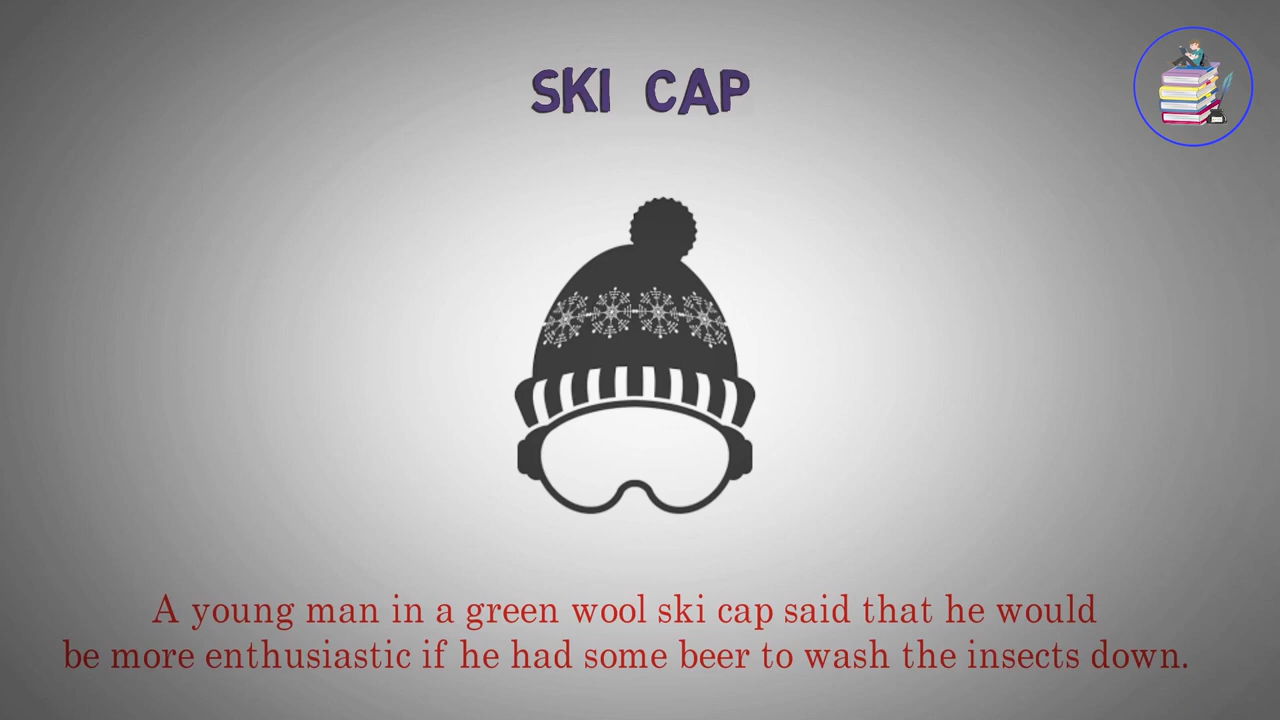 SKI CAP
A young man in a green wool ski cap said that he would
be more enthusiastic if he had some beer to wash the insects down.